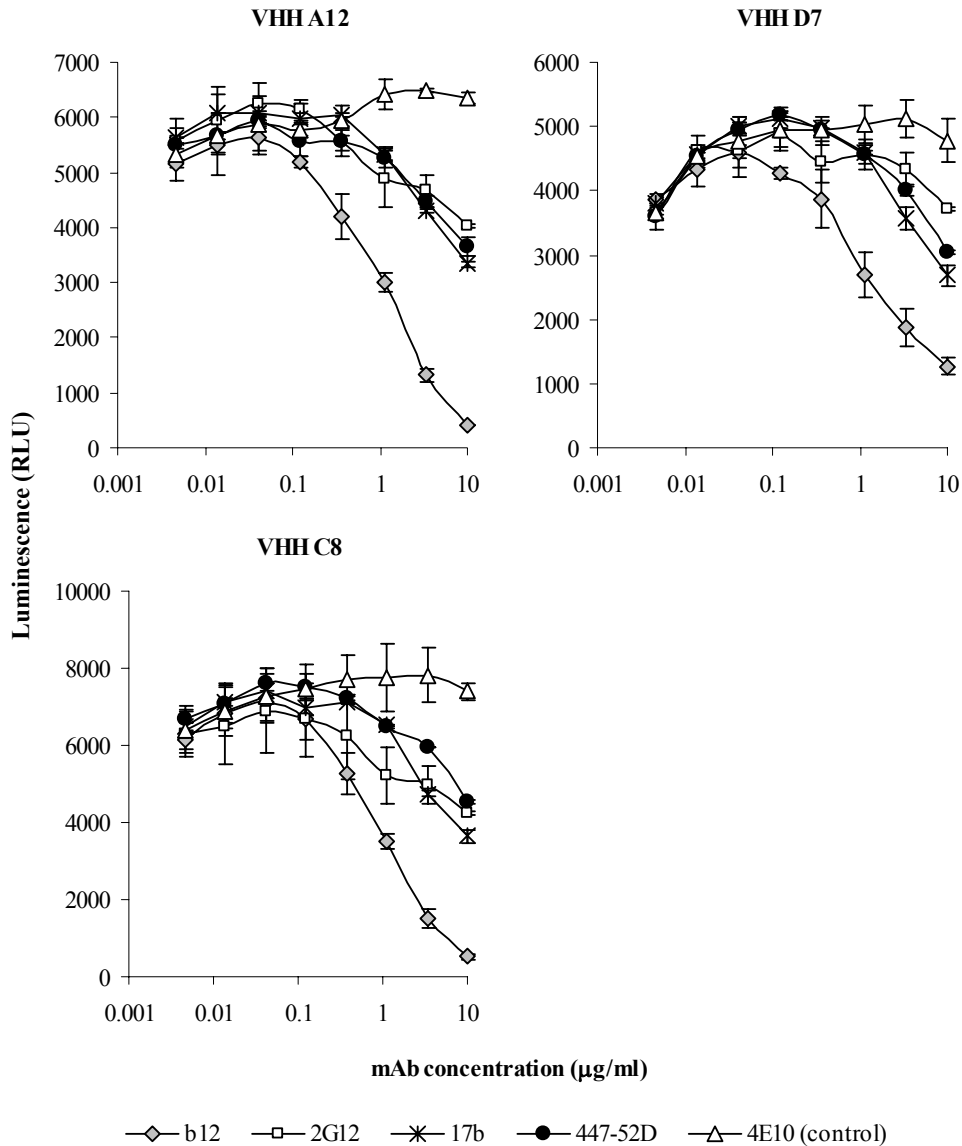 VHH A12
7000
6000
5000
4000
3000
2000
1000
0
0.001 0.01 0.1 1 10
VHH D7
6000
5000
4000
3000
2000
1000
0
0.001 0.01 0.1 1 10
VHH C8
10000
8000
6000
4000
2000
0
0.001 0.01 0.1 1 10
Luminescence (RLU)
mAb concentration (μg/ml)
b12 2G12 17b 447-52D 4E10 (control)